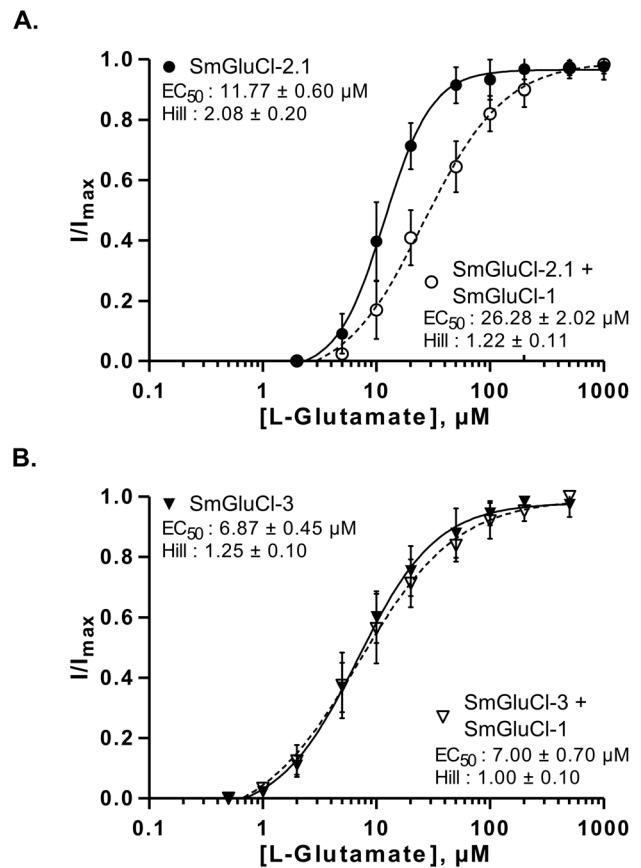 A.
SmGluCl-2.1
EC50 : 11.77 ± 0.60 µM
Hill : 2.08 ± 0.20
1.0
0.8
0.6
0.4
0.2
0.0
I/Imax
SmGluCl-2.1 +
SmGluCl-1
EC50 : 26.28 ± 2.02 µM
Hill : 1.22 ± 0.11
0.1 1 10 100 1000
[L-Glutamate], µM
B.
SmGluCl-3
EC50 : 6.87 ± 0.45 µM
Hill : 1.25 ± 0.10
1.0
0.8
0.6
0.4
0.2
0.0
I/Imax
SmGluCl-3 +
SmGluCl-1
EC50 : 7.00 ± 0.70 µM
Hill : 1.00 ± 0.10
0.1 1 10 100 1000
[L-Glutamate], µM